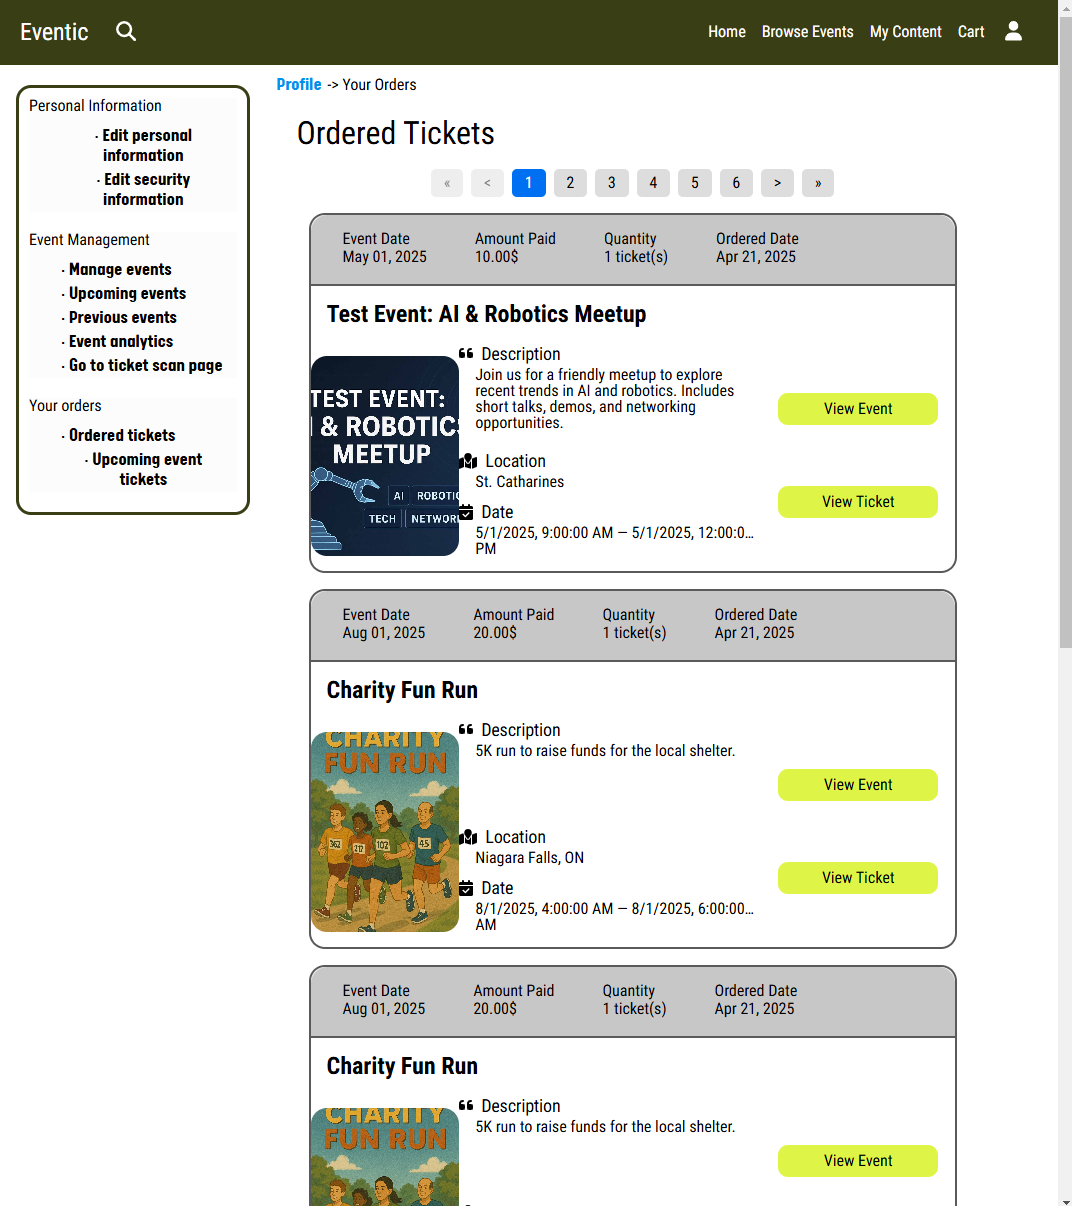 Eventic
Home Browse Events My Content Cart
Profile -> Your Orders
Personal Information
· Edit personal
information
· Edit security
information
Event Management
· Manage events
· Upcoming events
· Previous events
· Event analytics
· Go to ticket scan page
Your orders
· Ordered tickets
· Upcoming event
tickets
Ordered Tickets
« < 1 2 3 4 5 6 > »
Event Date Amount Paid Quantity Ordered Date
May 01, 2025 10.00$ 1 ticket(s) Apr 21, 2025
Test Event: AI & Robotics Meetup
TEST EVENT:
I & ROBOTICS
MEETUP
AI ROBOTIC
TECH NETWOR
Description
Join us for a friendly meetup to explore
recent trends in AI and robotics. Includes
short talks, demos, and networking
opportunities.
Location
St. Catharines
Date
5/1/2025, 9:00:00 AM — 5/1/2025, 12:00:0...
PM
View Event
View Ticket
Event Date Amount Paid Quantity Ordered Date
Aug 01, 2025 20.00$ 1 ticket(s) Apr 21, 2025
Charity Fun Run
CHARITY
FUN RUN
362 217 102 45
Description
5K run to raise funds for the local shelter.
Location
Niagara Falls, ON
Date
8/1/2025, 4:00:00 AM — 8/1/2025, 6:00:00...
AM
View Event
View Ticket
Event Date Amount Paid Quantity Ordered Date
Aug 01, 2025 20.00$ 1 ticket(s) Apr 21, 2025
Charity Fun Run
CHARITY
FUN RUN
Description
5K run to raise funds for the local shelter.
View Event